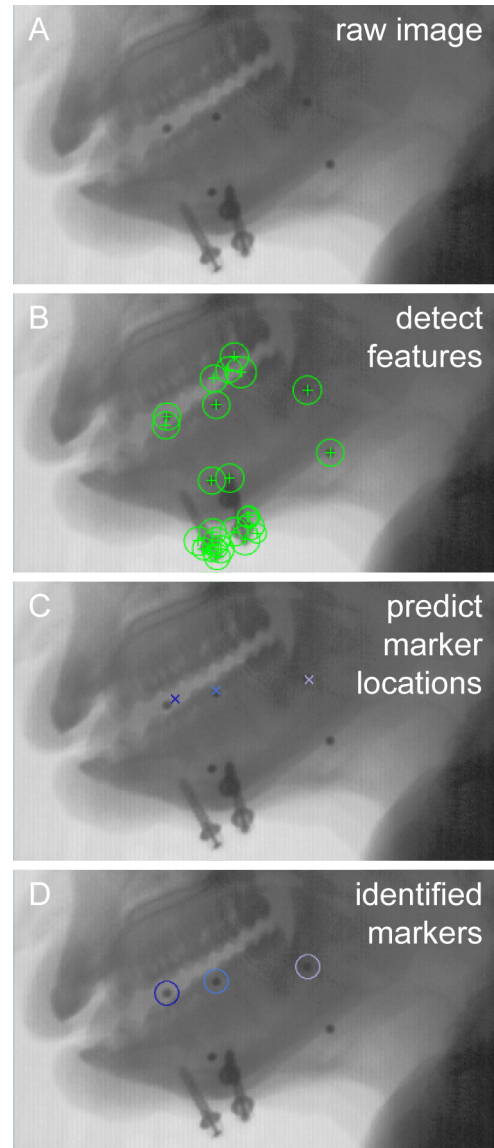 A
raw image
B
detect
features
C
predict
marker
locations
D
identified
markers